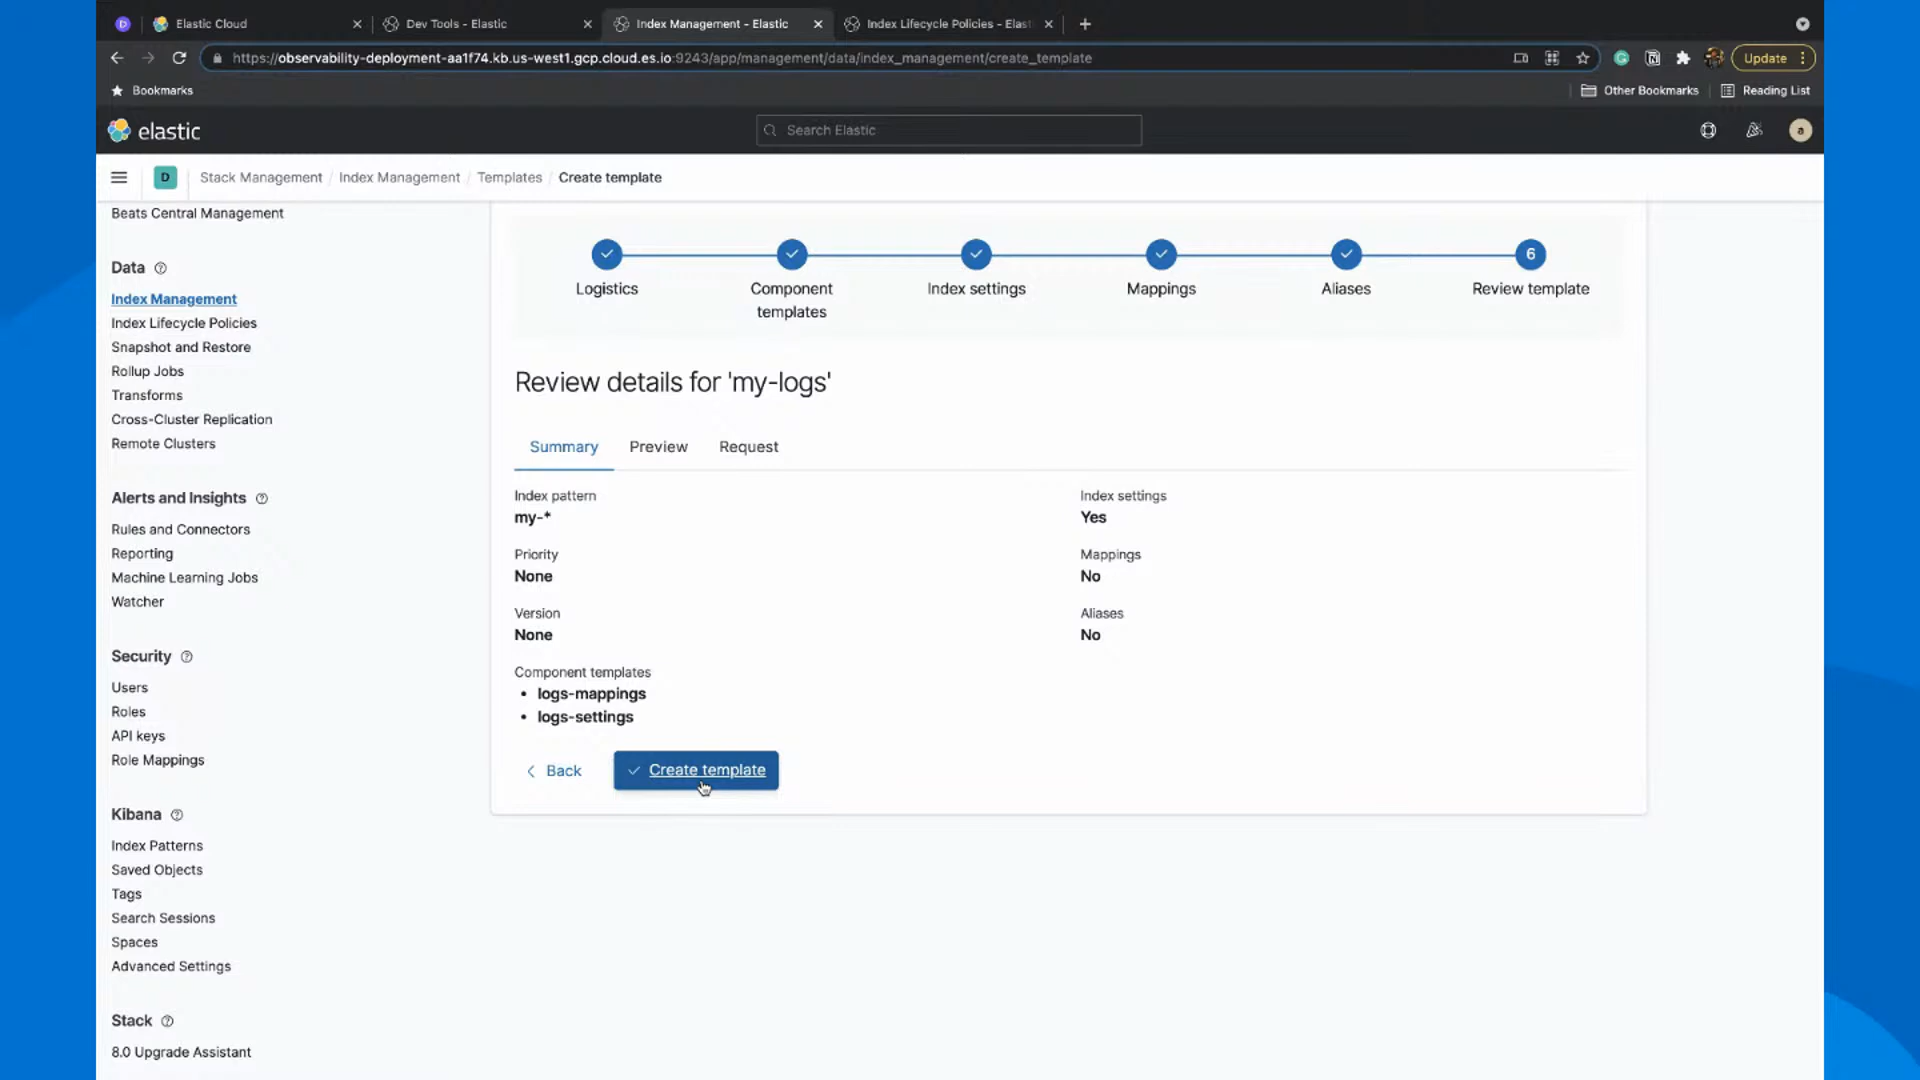 D
Elastic Cloud
Dev Tools - Elastic
Index Management - Elastic
Index Lifecycle Policies - Elast
https://observability-deployment-aa1f74.kb.us-west1.gcp.cloud.es.io:9243/app/management/data/index_management/create_template
Update
Bookmarks
Other Bookmarks
Reading List
elastic
Search Elastic
a
D
Stack Management / Index Management / Templates / Create template
Beats Central Management
Data
Index Management
Index Lifecycle Policies
Snapshot and Restore
Rollup Jobs
Transforms
Cross-Cluster Replication
Remote Clusters
Alerts and Insights
Rules and Connectors
Reporting
Machine Learning Jobs
Watcher
Security
Users
Roles
API keys
Role Mappings
Kibana
Index Patterns
Saved Objects
Tags
Search Sessions
Spaces
Advanced Settings
Stack
8.0 Upgrade Assistant
6
Logistics
Component
templates
Index settings
Mappings
Aliases
Review template
Review details for 'my-logs'
Summary
Preview
Request
Index pattern
my-*
Priority
None
Version
None
Component templates
• logs-mappings
• logs-settings
Index settings
Yes
Mappings
No
Aliases
No
Back
Create template